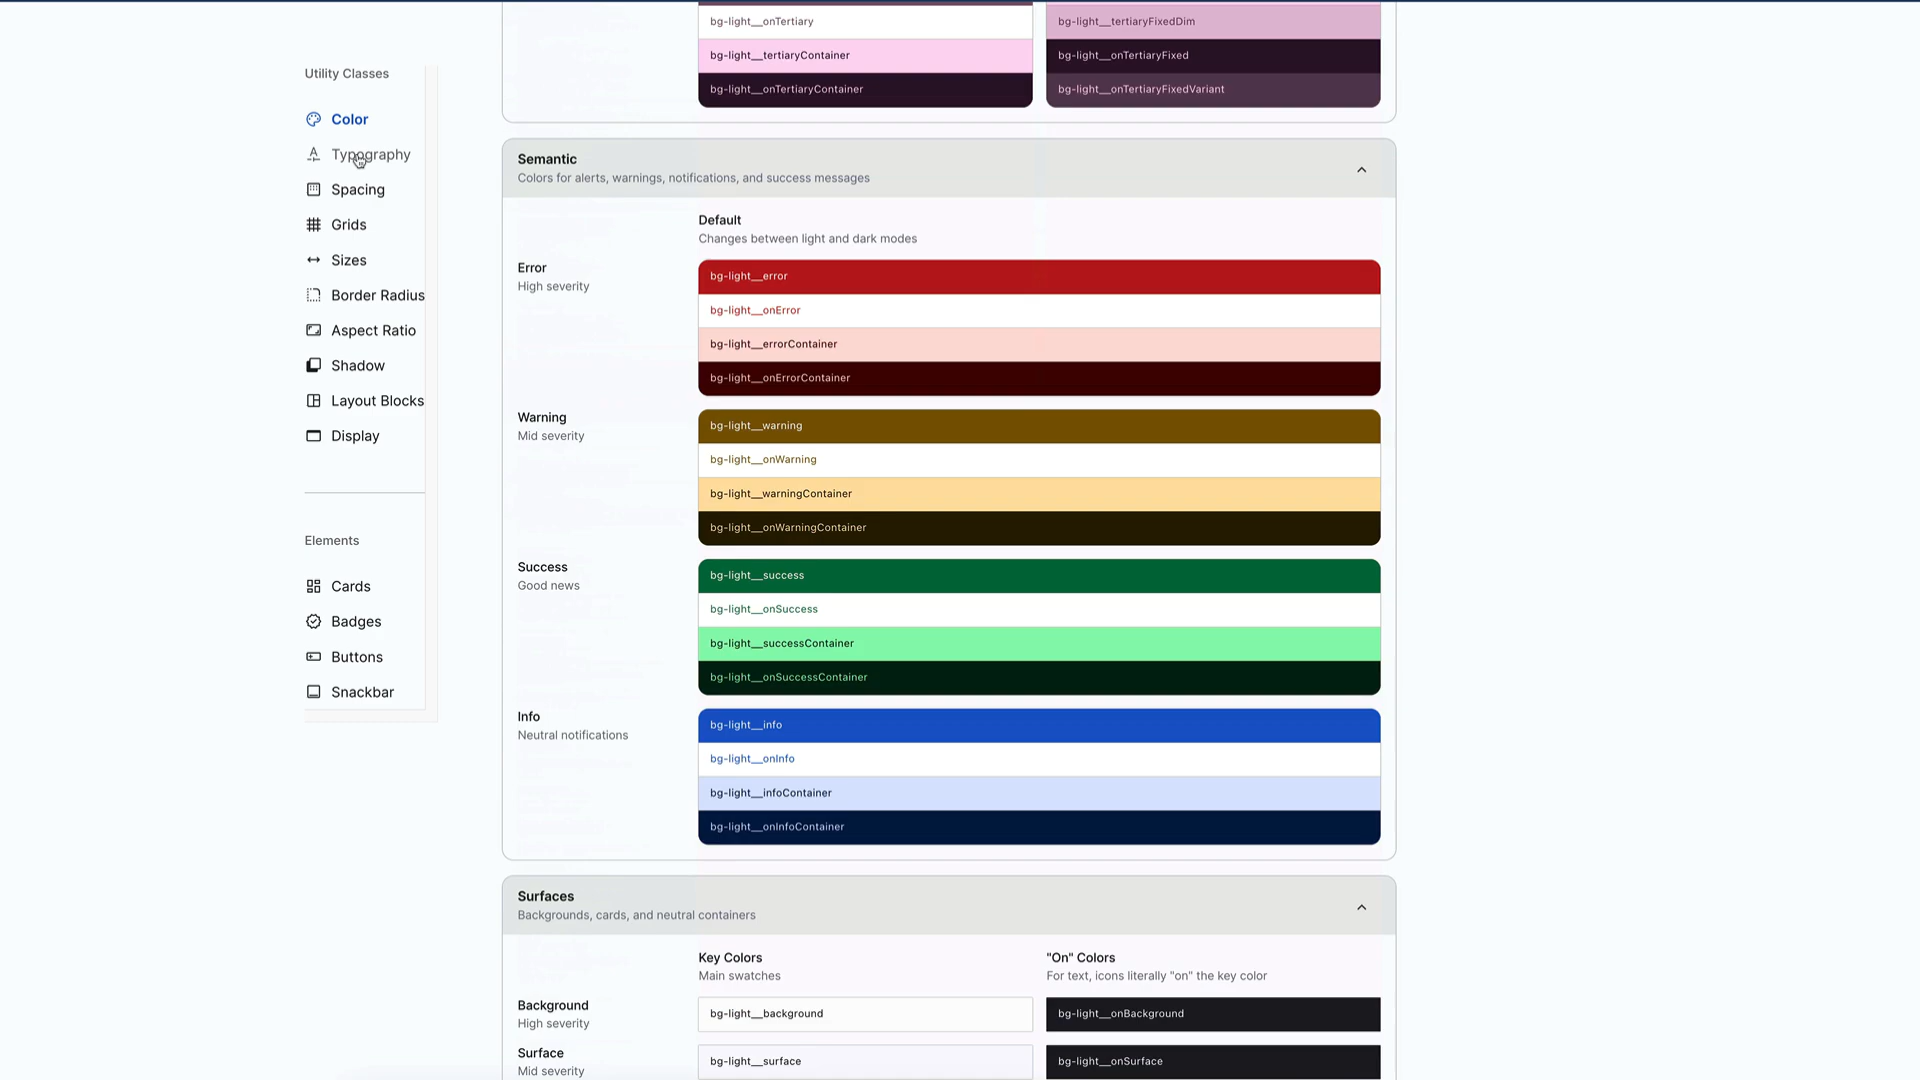 Utility Classes
Color
Typography
Spacing
Grids
Sizes
Border Radius
Aspect Ratio
Shadow
Layout Blocks
Display
Elements
Cards
Badges
Buttons
Snackbar
bg-light__onTertiary
bg-light__tertiaryFixedDim
bg-light__tertiaryContainer
bg-light__onTertiaryFixed
bg-light__onTertiaryContainer
bg-light__onTertiaryFixedVariant
Semantic
Colors for alerts, warnings, notifications, and success messages
Default
Changes between light and dark modes
Error
High severity
bg-light__error
bg-light__onError
bg-light__errorContainer
bg-light__onErrorContainer
Warning
Mid severity
bg-light__warning
bg-light__onWarning
bg-light__warningContainer
bg-light__onWarningContainer
Success
Good news
bg-light__success
bg-light__onSuccess
bg-light__successContainer
bg-light__onSuccessContainer
Info
Neutral notifications
bg-light__info
bg-light__onInfo
bg-light__infoContainer
bg-light__onInfoContainer
Surfaces
Backgrounds, cards, and neutral containers
Key Colors
Main swatches
"On" Colors
For text, icons literally "on" the key color
Background
High severity
bg-light__background
bg-light__onBackground
Surface
Mid severity
bg-light__surface
bg-light__onSurface